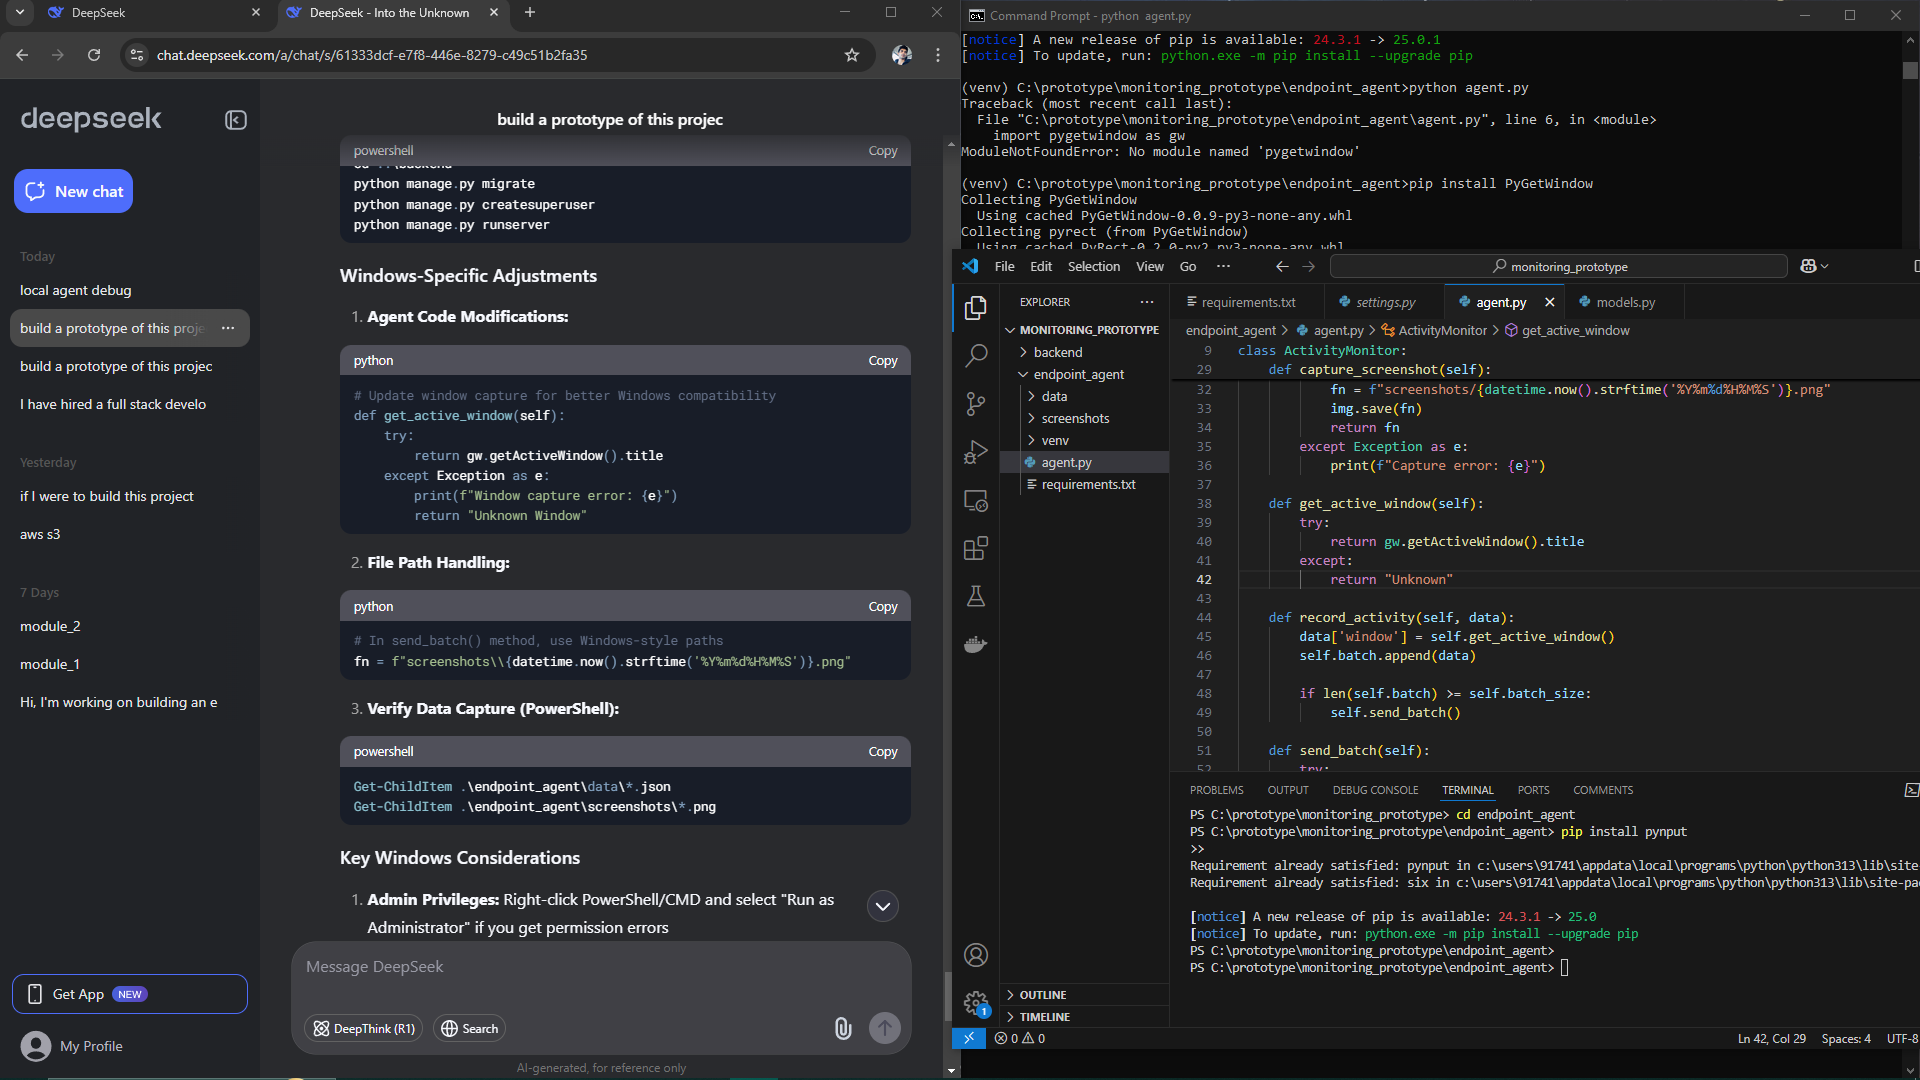 DeepSeek
DeepSeek - Into the Unknown
chat.deepseek.com/a/chat/s/61333dcf-e7f8-446e-8279-c49c51b2fa35
deepseek
New chat
Today
local agent debug
build a prototype of this proje
build a prototype of this projec
I have hired a full stack develo
Yesterday
if I were to build this project
aws s3
7 Days
module_2
module_1
Hi, I'm working on building an e
Get App NEW
My Profile
build a prototype of this projec
powershell Copy
cd ..\backend
python manage.py migrate
python manage.py createsuperuser
python manage.py runserver
Windows-Specific Adjustments
1. Agent Code Modifications:
python Copy
# Update window capture for better Windows compatibility
def get_active_window(self):
try:
return gw.getActiveWindow().title
except Exception as e:
print(f"Window capture error: {e}")
return "Unknown Window"
2. File Path Handling:
python Copy
# In send_batch() method, use Windows-style paths
fn = f"screenshots\\{datetime.now().strftime('%Y%m%d%H%M%S')}.png"
3. Verify Data Capture (PowerShell):
powershell Copy
Get-ChildItem .\endpoint_agent\data\*.json
Get-ChildItem .\endpoint_agent\screenshots\*.png
Key Windows Considerations
1. Admin Privileges: Right-click PowerShell/CMD and select "Run as
Administrator" if you get permission errors
Message DeepSeek
DeepThink (R1) Search
AI-generated, for reference only
Command Prompt - python agent.py
[notice] A new release of pip is available: 24.3.1 -> 25.0.1
[notice] To update, run: python.exe -m pip install --upgrade pip
(venv) C:\prototype\monitoring_prototype\endpoint_agent>python agent.py
Traceback (most recent call last):
File "C:\prototype\monitoring_prototype\endpoint_agent\agent.py", line 6, in <module>
import pygetwindow as gw
ModuleNotFoundError: No module named 'pygetwindow'
(venv) C:\prototype\monitoring_prototype\endpoint_agent>pip install PyGetWindow
Collecting PyGetWindow
Using cached PyGetWindow-0.0.9-py3-none-any.whl
Collecting pyrect (from PyGetWindow)
Using cached PyRect-0.2.0-py2.py3-none-any.whl
File Edit Selection View Go ··· monitoring_prototype
EXPLORER ···
MONITORING_PROTOTYPE
backend
endpoint_agent
data
screenshots
venv
agent.py
requirements.txt
OUTLINE
TIMELINE
1
requirements.txt settings.py agent.py models.py
endpoint_agent > agent.py > ActivityMonitor > get_active_window
9 class ActivityMonitor:
29 def capture_screenshot(self):
32 fn = f"screenshots/{datetime.now().strftime('%Y%m%d%H%M%S')}.png"
33 img.save(fn)
34 return fn
35 except Exception as e:
36 print(f"Capture error: {e}")
37
38 def get_active_window(self):
39 try:
40 return gw.getActiveWindow().title
41 except:
42 return "Unknown"
43
44 def record_activity(self, data):
45 data['window'] = self.get_active_window()
46 self.batch.append(data)
47
48 if len(self.batch) >= self.batch_size:
49 self.send_batch()
50
51 def send_batch(self):
52 try:
PROBLEMS OUTPUT DEBUG CONSOLE TERMINAL PORTS COMMENTS
PS C:\prototype\monitoring_prototype> cd endpoint_agent
PS C:\prototype\monitoring_prototype\endpoint_agent> pip install pynput
>>
Requirement already satisfied: pynput in c:\users\91741\appdata\local\programs\python\python313\lib\site-
Requirement already satisfied: six in c:\users\91741\appdata\local\programs\python\python313\lib\site-pa
[notice] A new release of pip is available: 24.3.1 -> 25.0
[notice] To update, run: python.exe -m pip install --upgrade pip
PS C:\prototype\monitoring_prototype\endpoint_agent>
PS C:\prototype\monitoring_prototype\endpoint_agent>
0 0 Ln 42, Col 29 Spaces: 4 UTF-8